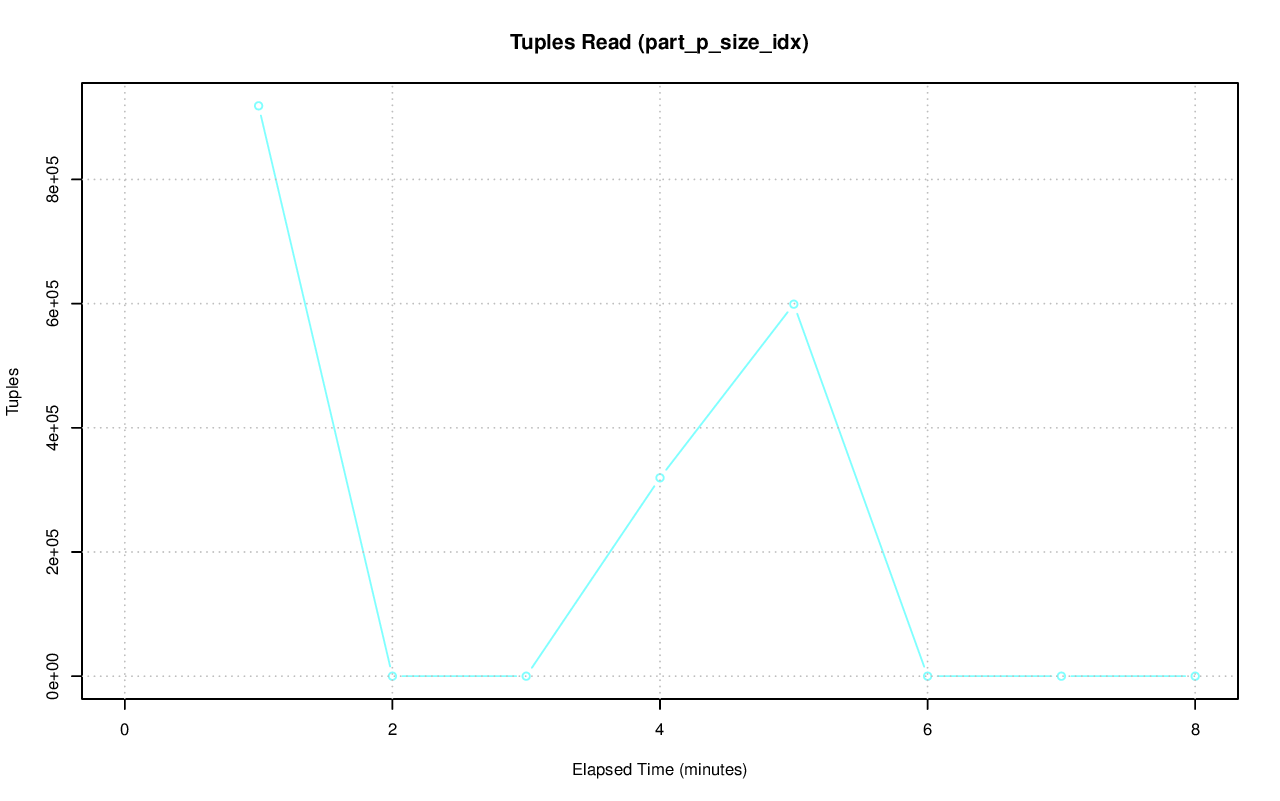 Tuples Read (part_p_size_idx)
8e+05
6e+05
4e+05
2e+05
0e+00
Tuples
0 2 4 6 8
Elapsed Time (minutes)